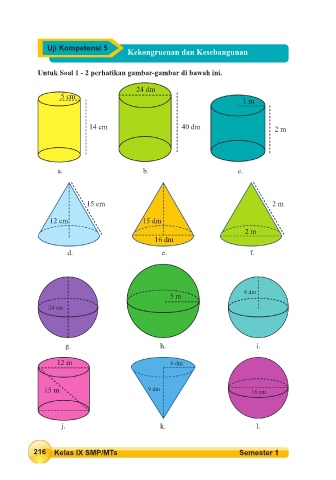 Uji Kompetensi 5
Kekongruenan dan Kesebangunan
Untuk Soal 1 - 2 perhatikan gambar-gambar di bawah ini.
5 cm
14 cm
24 dm
40 dm
1 m
2 m
a. b. c.
15 cm
12 cm
15 dm
16 dm
2 m
2 m
d. e. f.
24 cm
5 m
8 dm
g. h. i.
12 m
15 m
6 dm
9 dm
16 cm
j. k. l.
216 Kelas IX SMP/MTs Semester 1